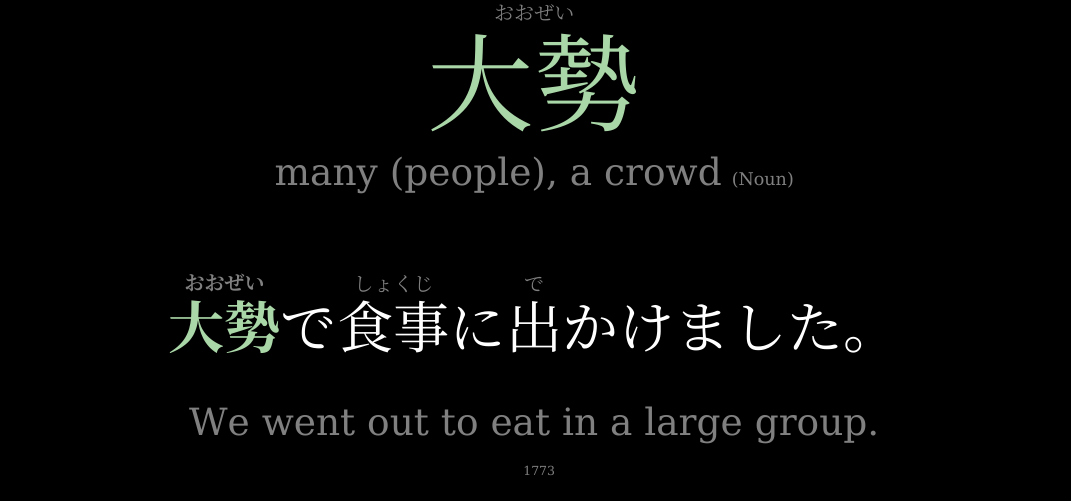 おおぜい
大勢
many (people), a crowd (Noun)
おおぜい しょくじ で
大勢で食事に出かけました。
We went out to eat in a large group.
1773